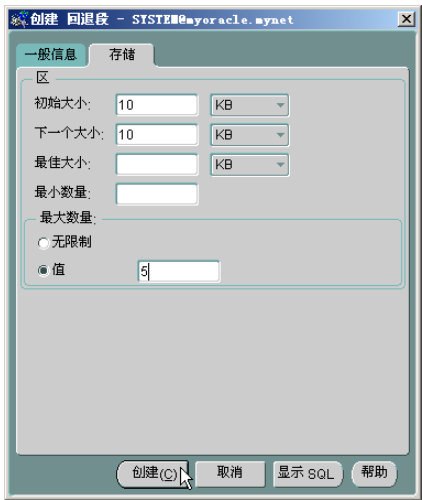 创建 回退段 - SYSTEM@myoracle.mynet
一般信息 存储
区
初始大小: 10 KB
下一个大小: 10 KB
最佳大小: KB
最小数量:
最大数量:
无限制
值 5
创建(C) 取消 显示 SQL 帮助